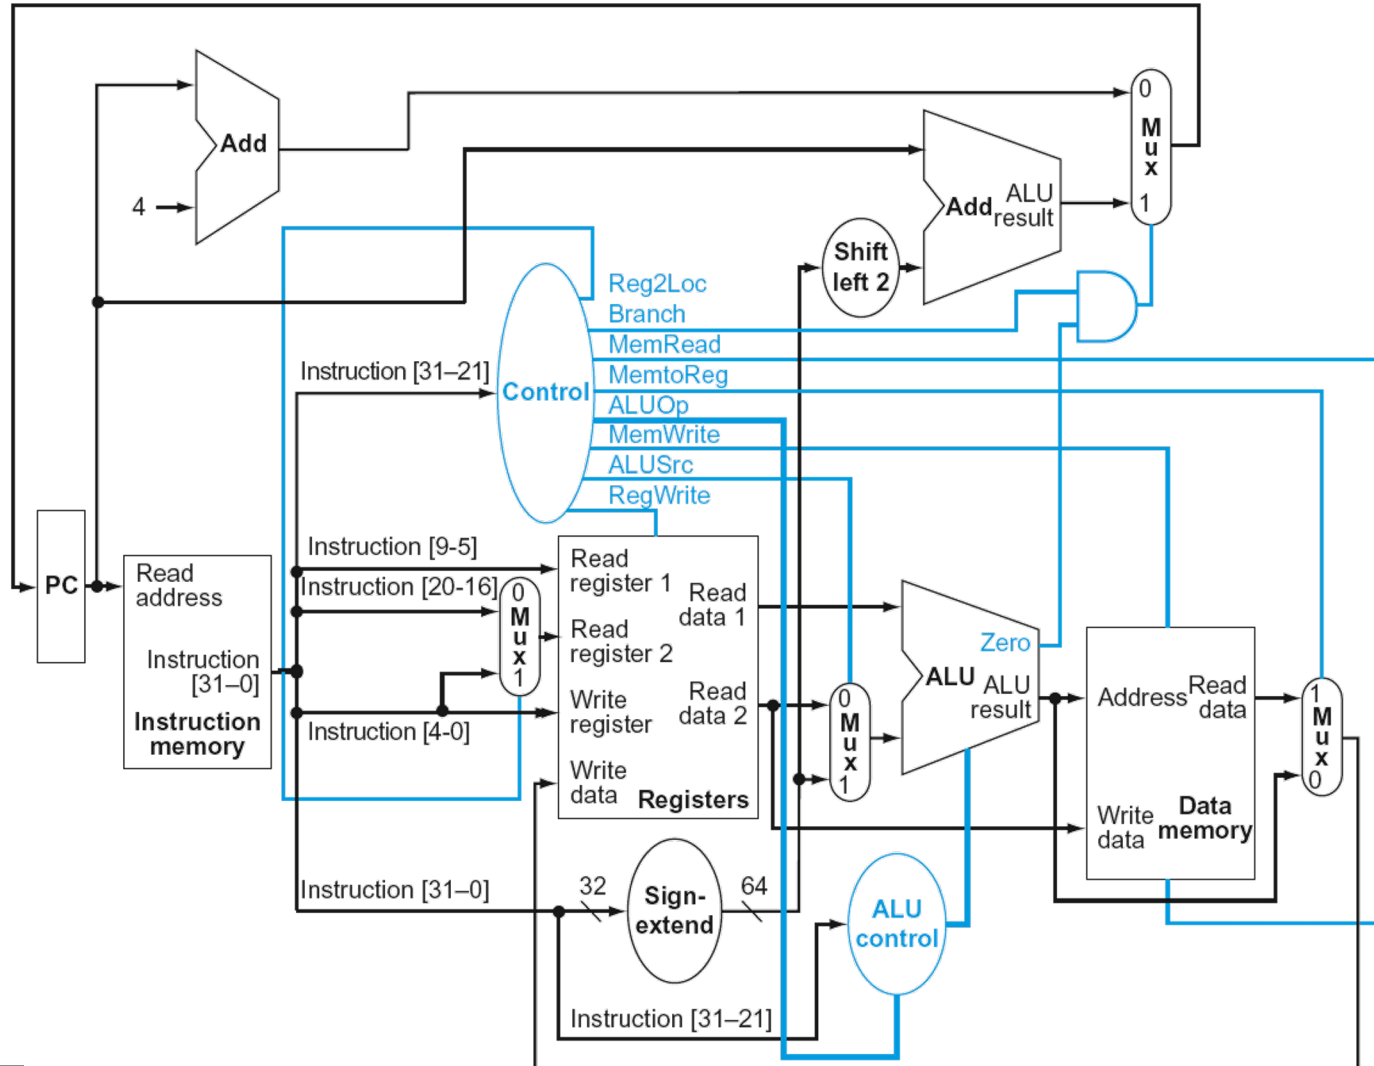 Add
4
0
Mux
1
Add
ALU
result
Shift
left 2
Reg2Loc
Branch
MemRead
MemtoReg
ALUOp
MemWrite
ALUSrc
RegWrite
Control
Instruction [31–21]
PC
Read
address
Instruction
[31–0]
Instruction
memory
Instruction [9-5]
Instruction [20-16]
Instruction [4-0]
0
Mux
1
Read
register 1
Read
register 2
Write
register
Write
data
Read
data 1
Read
data 2
Registers
0
Mux
1
Zero
ALU
ALU
result
Address
Read
data
Write
data
Data
memory
1
Mux
0
Instruction [31–0]
32
Sign-
extend
64
ALU
control
Instruction [31–21]